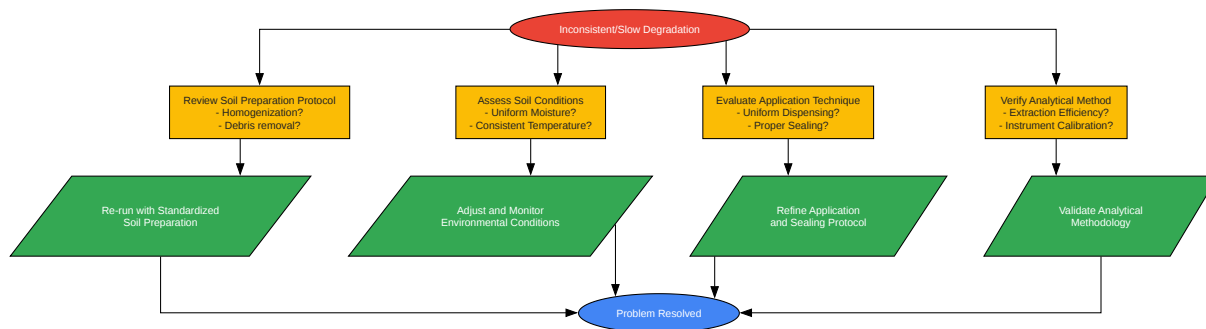 Inconsistent/Slow Degradation
Review Soil Preparation Protocol
- Homogenization?
- Debris removal?
Assess Soil Conditions
- Uniform Moisture?
- Consistent Temperature?
Evaluate Application Technique
- Uniform Dispensing?
- Proper Sealing?
Verify Analytical Method
- Extraction Efficiency?
- Instrument Calibration?
Re-run with Standardized
Soil Preparation
Adjust and Monitor
Environmental Conditions
Refine Application
and Sealing Protocol
Validate Analytical
Methodology
Problem Resolved